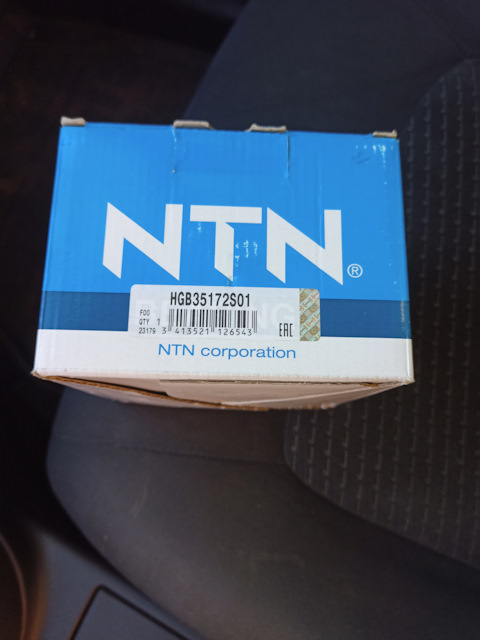 NTN®
HGB35172S01
FOO
QTY 1
23179 3 413521 126543
EAC
NTN corporation